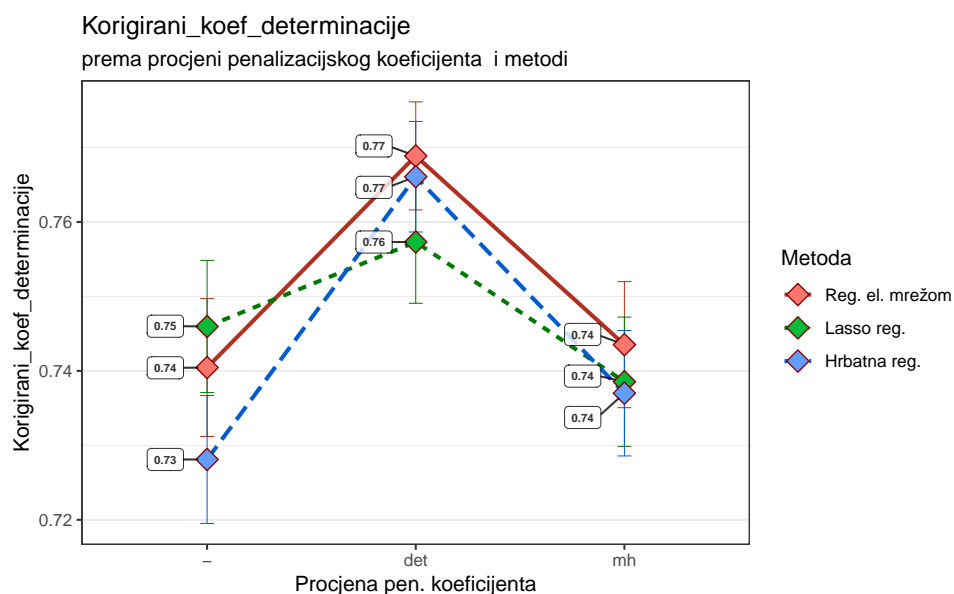 Korigirani_koef_determinacije
prema procjeni penalizacijskog koeficijenta  i metodi
Korigirani_koef_determinacije
0.76
0.74
0.72
0.77
0.77
0.76
0.75
0.74
0.73
0.74
0.74
0.74
–
det
mh
Procjena pen. koeficijenta
Metoda
Reg. el. mrežom
Lasso reg.
Hrbatna reg.